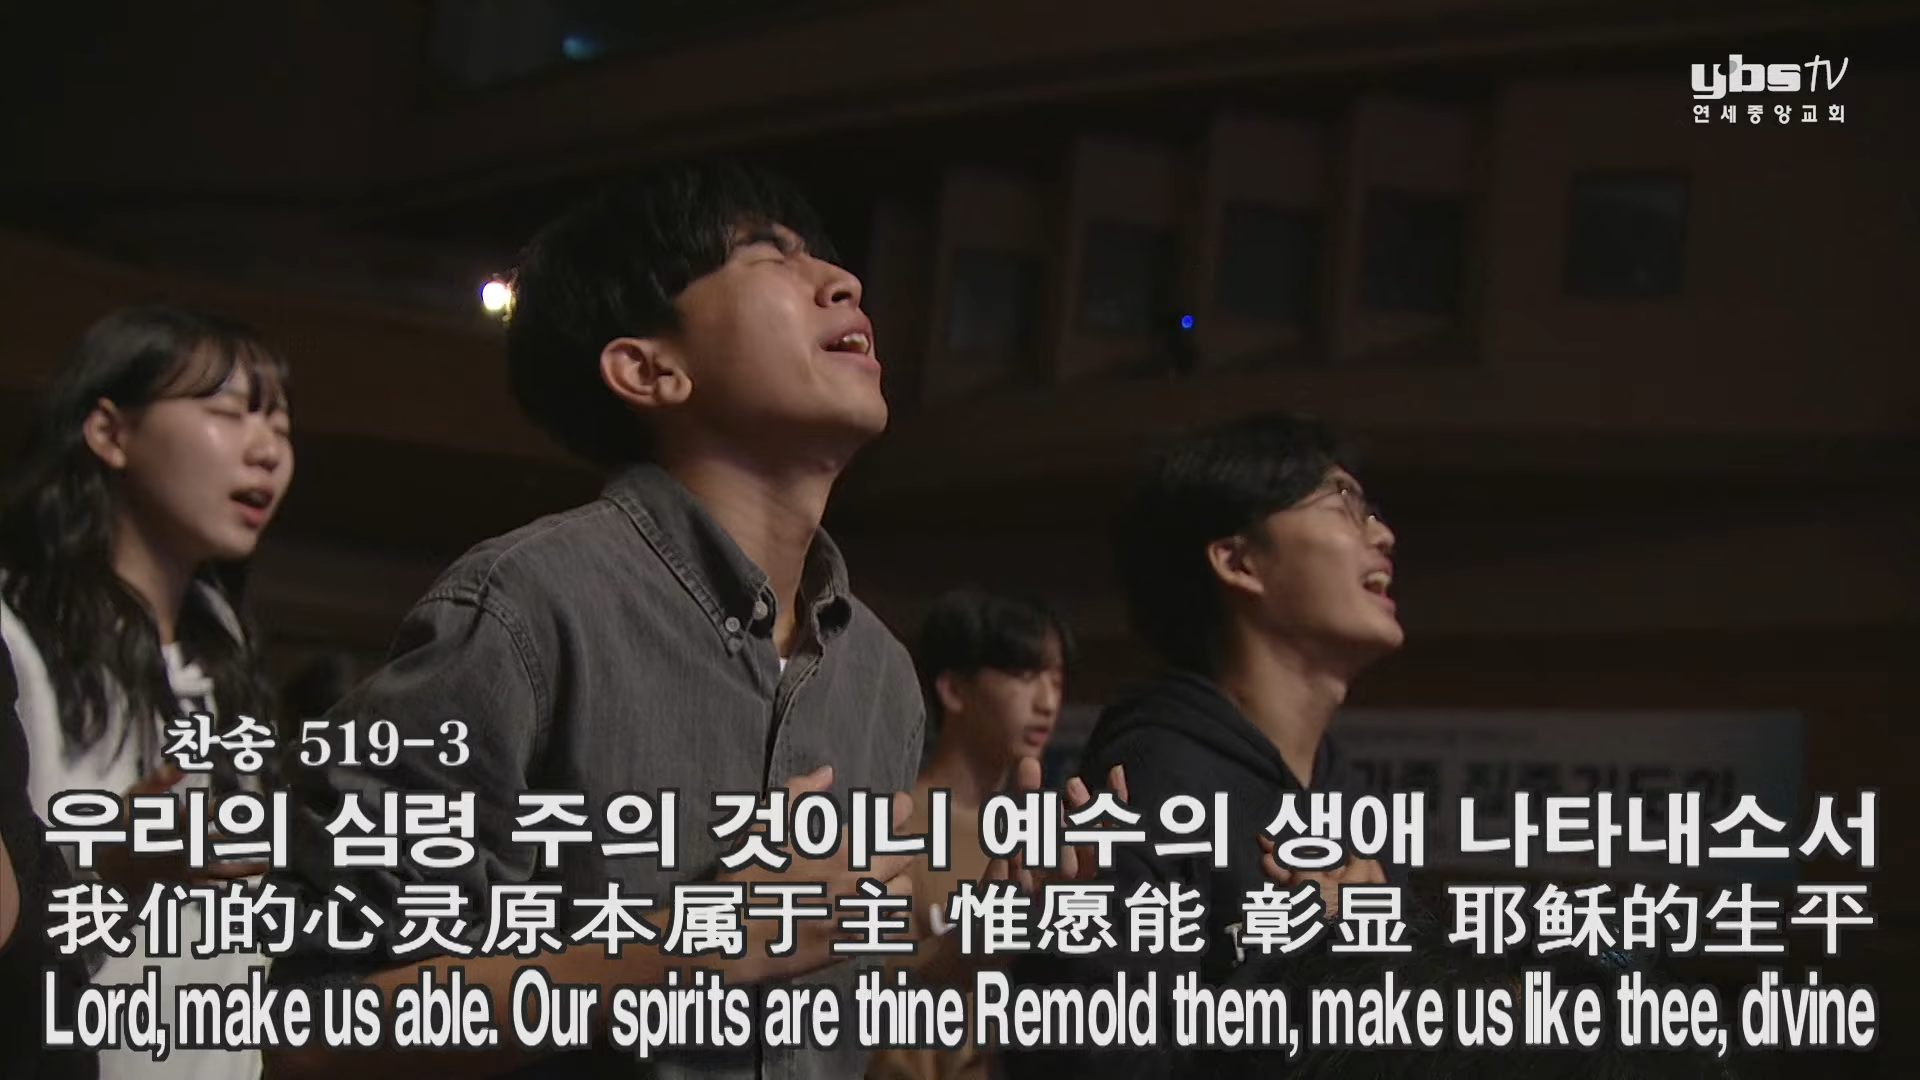 ybsTV
연세중앙교회
찬송 519-3
우리의 심령 주의 것이니 예수의 생애 나타내소서
我们的心灵原本属于主 惟愿能 彰显 耶稣的生平
Lord, make us able. Our spirits are thine Remold them, make us like thee, divine